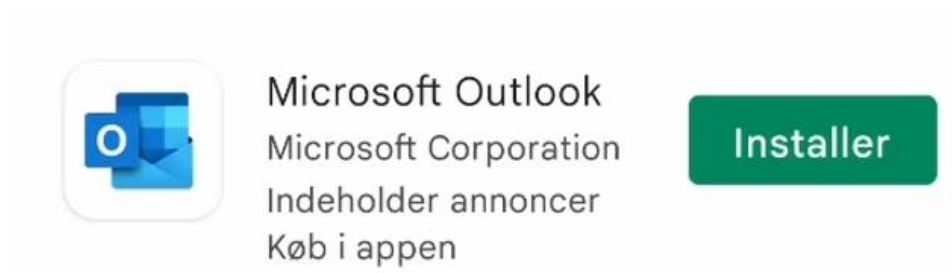 Microsoft Outlook
Microsoft Corporation
Installer
Indeholder annoncer
Køb i appen